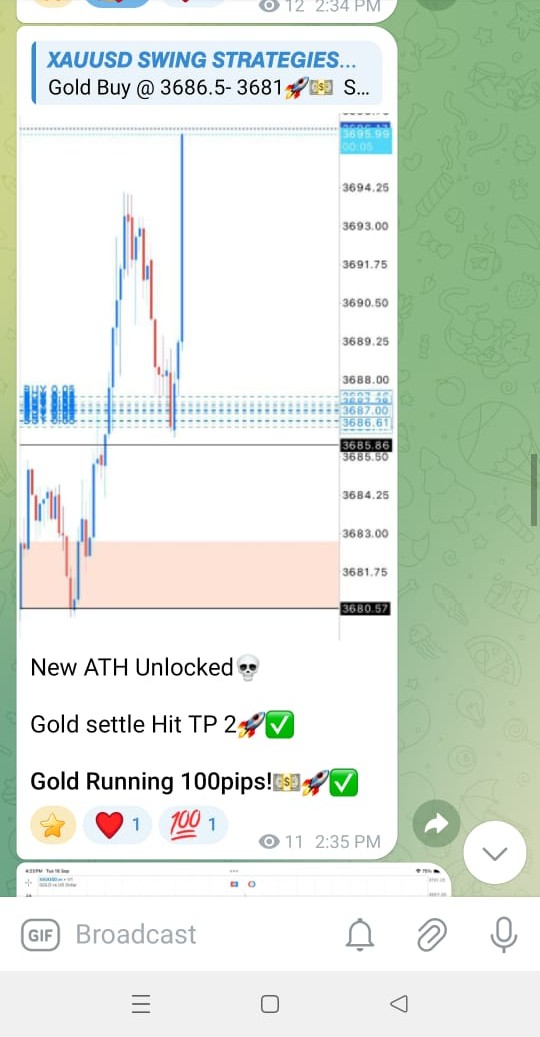 12 2:34 PM
XAUUSD SWING STRATEGIES...
Gold Buy @ 3686.5- 3681🚀💵 S...
3695.99
00:05
3694.25
3693.00
3691.75
3690.50
3689.25
3688.00
3687.00
3686.61
3685.86
3685.50
3684.25
3683.00
3681.75
3680.57
New ATH Unlocked💀
Gold settle Hit TP 2🚀✅
Gold Running 100pips!💵🚀✅
❤️ 1
💯 1
11 2:35 PM
GIF
Broadcast